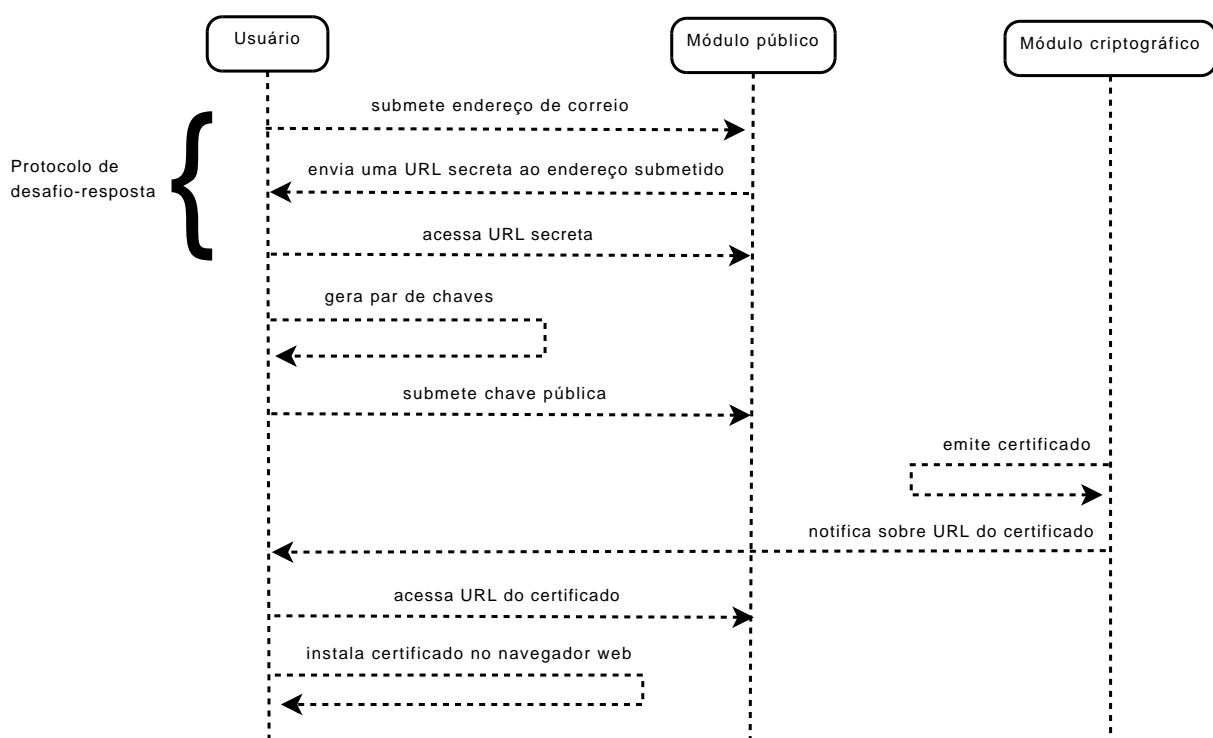 Usuário
Módulo público
Módulo criptográfico
submete endereço de correio
Protocolo de
desafio-resposta
envia uma URL secreta ao endereço submetido
acessa URL secreta
gera par de chaves
submete chave pública
emite certificado
notifica sobre URL do certificado
acessa URL do certificado
instala certificado no navegador web